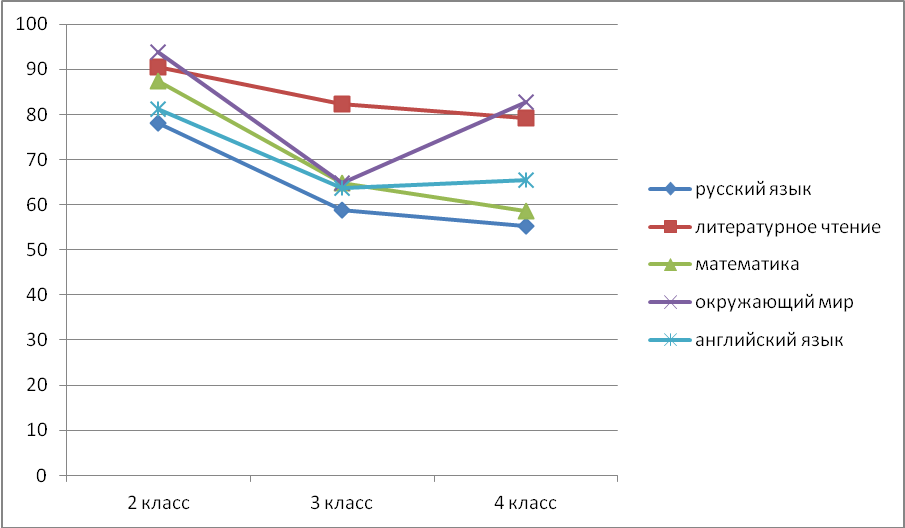 100
90
80
70
60
50
40
30
20
10
0
2 класс
3 класс
4 класс
русский язык
литературное чтение
математика
окружающий мир
английский язык